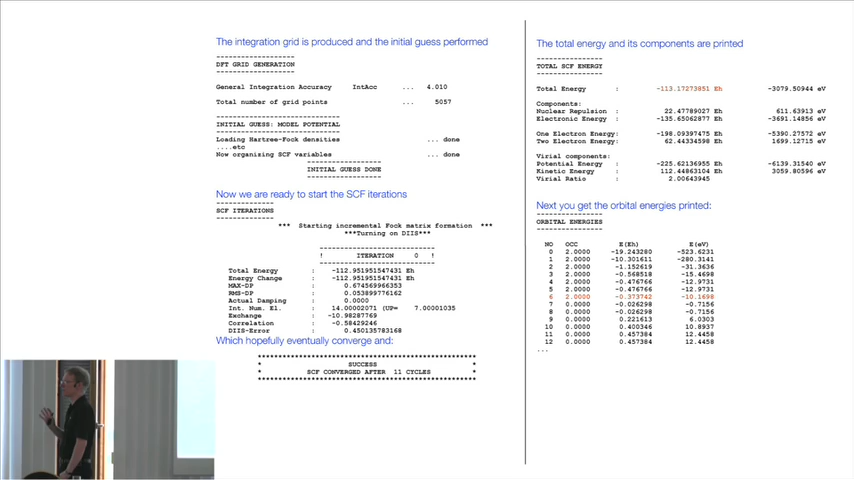 The integration grid is produced and the initial guess performed
--------------------
DFT GRID GENERATION
--------------------
General Integration Accuracy IntAcc ... 4.010
Total number of grid points ... 5057
-------------------------------
INITIAL GUESS: MODEL POTENTIAL
-------------------------------
Loading Hartree-Fock densities ... done
....etc
Now organizing SCF variables ... done
------------------
INITIAL GUESS DONE
------------------
Now we are ready to start the SCF iterations
--------------
SCF ITERATIONS
--------------
*** Starting incremental Fock matrix formation ***
***Turning on DIIS***
----------------------------
! ITERATION 0 !
----------------------------
Total Energy : -112.951951547431 Eh
Energy Change : -112.951951547431 Eh
MAX-DP : 0.674569966353
RMS-DP : 0.053899776162
Actual Damping : 0.0000
Int. Num. El. : 14.00002071 (UP= 7.00001035
Exchange : -10.98287769
Correlation : -0.58429246
DIIS-Error : 0.450135783168
Which hopefully eventually converge and:
*****************************************************
* SUCCESS *
* SCF CONVERGED AFTER 11 CYCLES *
*****************************************************
The total energy and its components are printed
----------------
TOTAL SCF ENERGY
----------------
Total Energy : -113.17273851 Eh -3079.50944 eV
Components:
Nuclear Repulsion : 22.47789027 Eh 611.63913 eV
Electronic Energy : -135.65062877 Eh -3691.14856 eV
One Electron Energy: -198.09397475 Eh -5390.27572 eV
Two Electron Energy: 62.44334598 Eh 1699.12715 eV
Virial components:
Potential Energy : -225.62136955 Eh -6139.31540 eV
Kinetic Energy : 112.44863104 Eh 3059.80596 eV
Virial Ratio : 2.00643945
Next you get the orbital energies printed:
----------------
ORBITAL ENERGIES
----------------
NO OCC E(Eh) E(eV)
0 2.0000 -19.243280 -523.6231
1 2.0000 -10.301611 -280.3141
2 2.0000 -1.152619 -31.3636
3 2.0000 -0.568518 -15.4698
4 2.0000 -0.476766 -12.9731
5 2.0000 -0.476766 -12.9731
6 2.0000 -0.373742 -10.1698
7 0.0000 -0.026298 -0.7156
8 0.0000 -0.026298 -0.7156
9 0.0000 0.221613 6.0303
10 0.0000 0.400346 10.8937
11 0.0000 0.457384 12.4458
12 0.0000 0.457384 12.4458
...